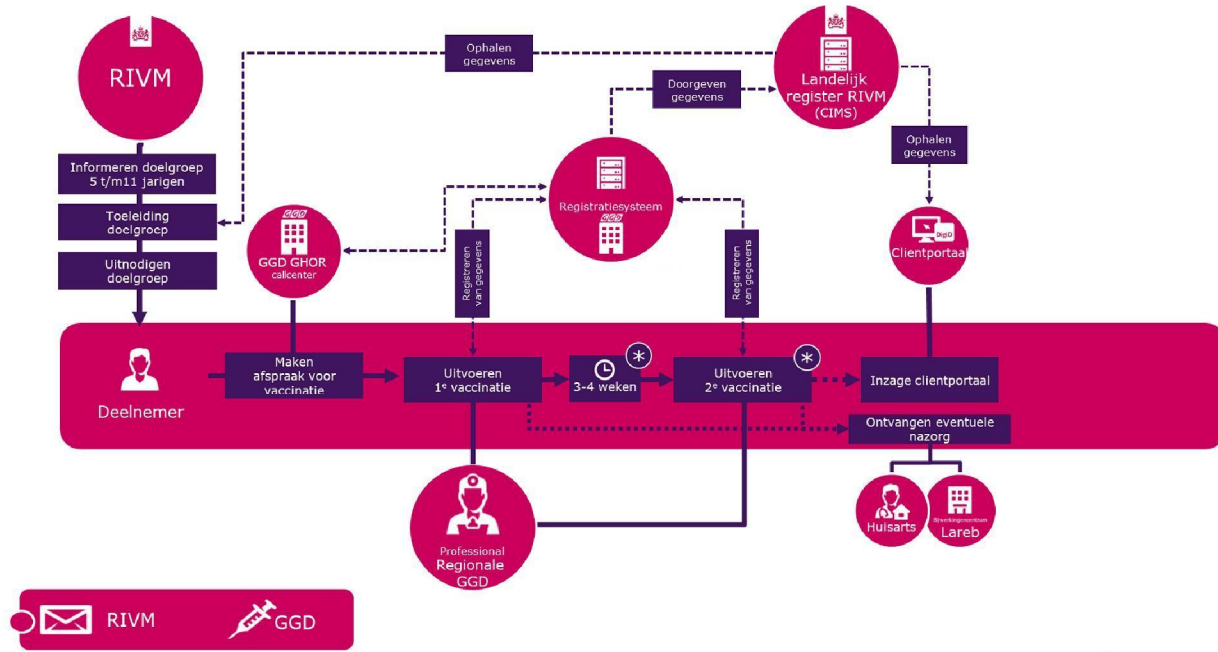 RIVM
Ophalen
gegevens
Landelijk
register RIVM
(CIMS)
Doorgeven
gegevens
Informeren doelgroep
5 t/m11 jarigen
Toeleiding
doelgroep
Uitnodigen
doelgroep
GGD
GGD GHOR
callcenter
Registratiesysteem
GGD
Ophalen
gegevens
DigiD
Clientportaal
Registreren
van gegevens
Registreren
van gegevens
Deelnemer
Maken
afspraak voor
vaccinatie
Uitvoeren
1e vaccinatie
3-4 weken
*
Uitvoeren
2e vaccinatie
*
Inzage clientportaal
Ontvangen eventuele
nazorg
Huisarts
Bijwerkingencentrum
Lareb
Professional
Regionale
GGD
RIVM
GGD